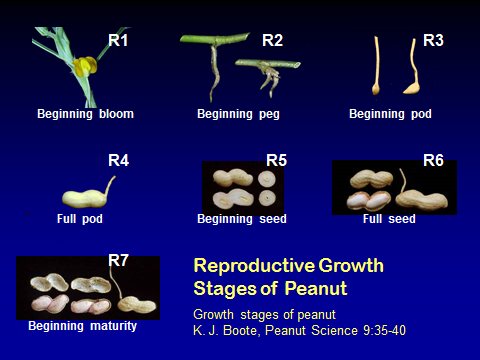 R1
R2
R3
Beginning bloom
Beginning peg
Beginning pod
R4
R5
R6
Full pod
Beginning seed
Full seed
R7
Beginning maturity
Reproductive Growth
Stages of Peanut
Growth stages of peanut
K. J. Boote, Peanut Science 9:35-40